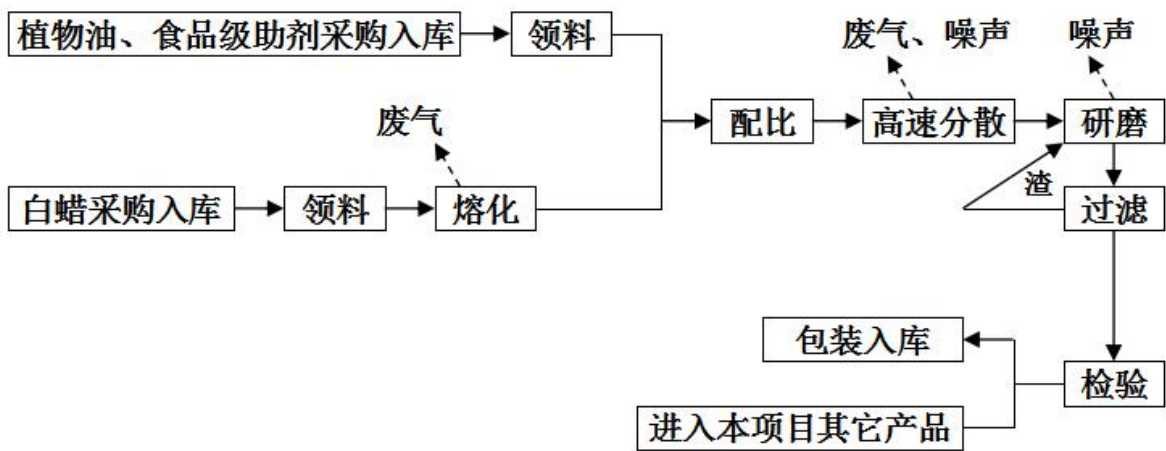 植物油、食品级助剂采购入库
领料
废气、噪声
噪声
配比
高速分散
研磨
废气
渣
白蜡采购入库
领料
熔化
过滤
包装入库
检验
进入本项目其它产品